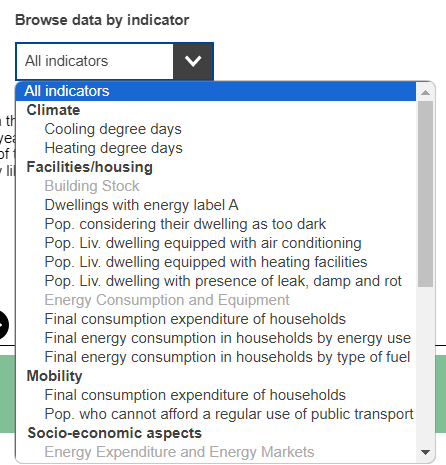 Browse data by indicator
All indicators
All indicators
Climate
Cooling degree days
Heating degree days
Facilities/housing
Building Stock
Dwellings with energy label A
Pop. considering their dwelling as too dark
Pop. Liv. dwelling equipped with air conditioning
Pop. Liv. dwelling equipped with heating facilities
Pop. Liv. dwelling with presence of leak, damp and rot
Energy Consumption and Equipment
Final consumption expenditure of households
Final energy consumption in households by energy use
Final energy consumption in households by type of fuel
Mobility
Final consumption expenditure of households
Pop. who cannot afford a regular use of public transport
Socio-economic aspects
Energy Expenditure and Energy Markets